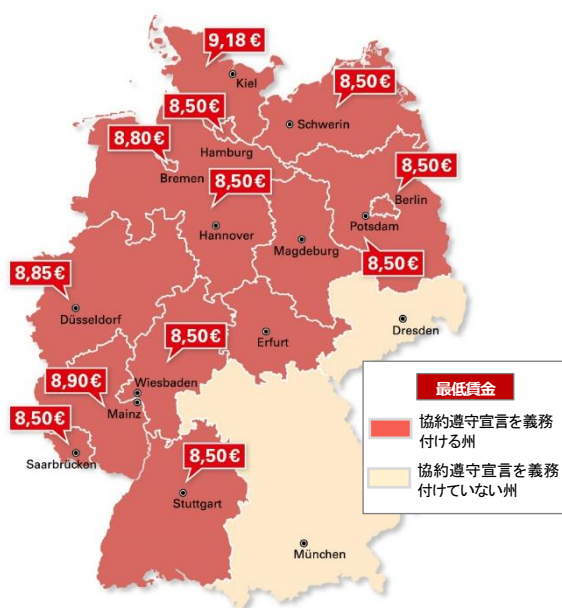 9,18 €
Kiel
8,50 €
8,50 €
Schwerin
Hamburg
8,80 €
Bremen
8,50 €
Berlin
8,50 €
Hannover
Potsdam
Magdeburg
8,50 €
8,85 €
Düsseldorf
Dresden
Erfurt
8,50 €
Wiesbaden
8,90 €
Mainz
8,50 €
Saarbrücken
8,50 €
Stuttgart
München
最低賃金
協約遵守宣言を義務
付ける州
協約遵守宣言を義務
付けていない州